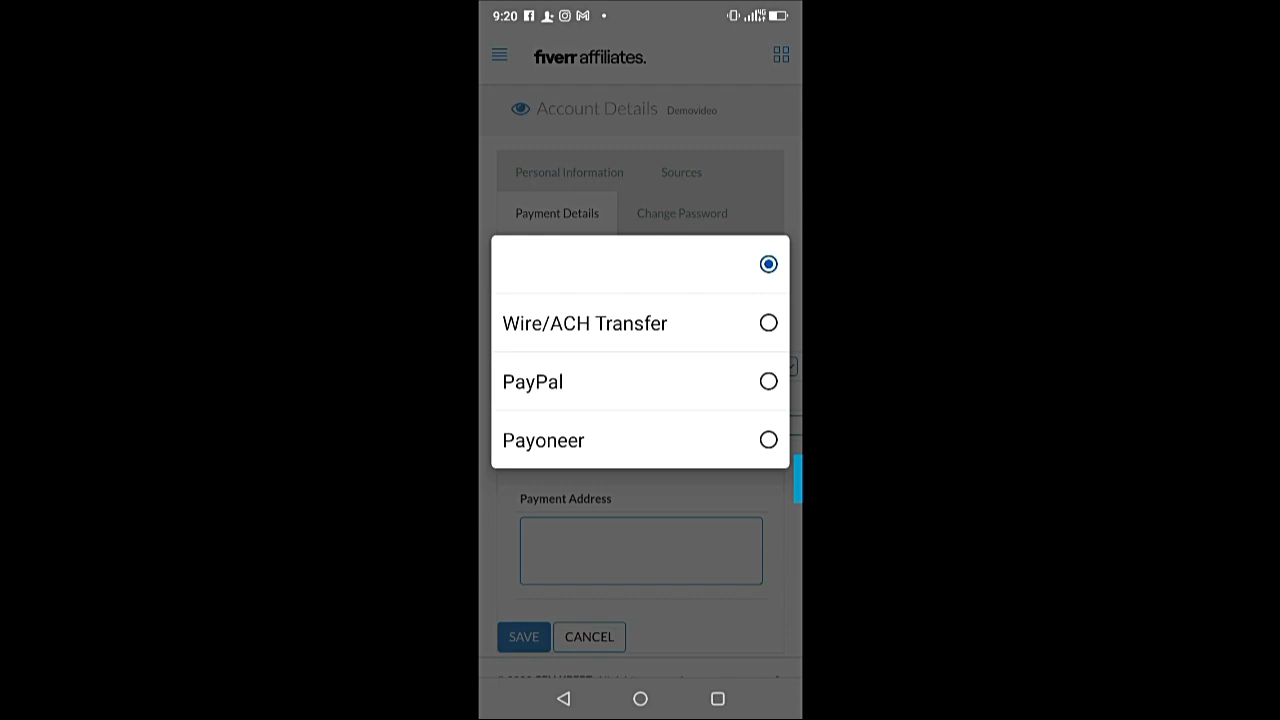 9:20
4G
fiverr affiliates.
Account Details Demovideo
Personal Information Sources
Payment Details Change Password
Wire/ACH Transfer
PayPal
Payoneer
Payment Address
SAVE CANCEL